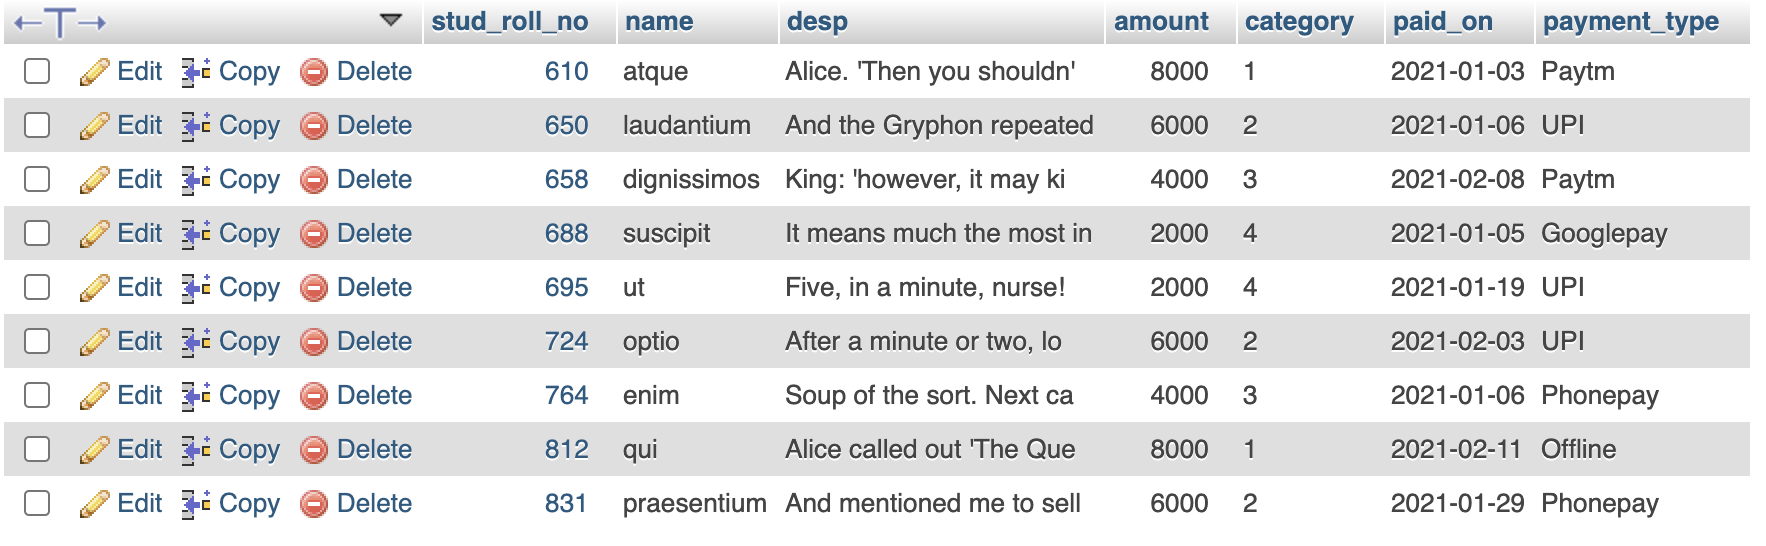 stud_roll_no name desp amount category paid_on payment_type
Edit Copy Delete 610 atque Alice. 'Then you shouldn' 8000 1 2021-01-03 Paytm
Edit Copy Delete 650 laudantium And the Gryphon repeated 6000 2 2021-01-06 UPI
Edit Copy Delete 658 dignissimos King: 'however, it may ki 4000 3 2021-02-08 Paytm
Edit Copy Delete 688 suscipit It means much the most in 2000 4 2021-01-05 Googlepay
Edit Copy Delete 695 ut Five, in a minute, nurse! 2000 4 2021-01-19 UPI
Edit Copy Delete 724 optio After a minute or two, lo 6000 2 2021-02-03 UPI
Edit Copy Delete 764 enim Soup of the sort. Next ca 4000 3 2021-01-06 Phonepay
Edit Copy Delete 812 qui Alice called out 'The Que 8000 1 2021-02-11 Offline
Edit Copy Delete 831 praesentium And mentioned me to sell 6000 2 2021-01-29 Phonepay